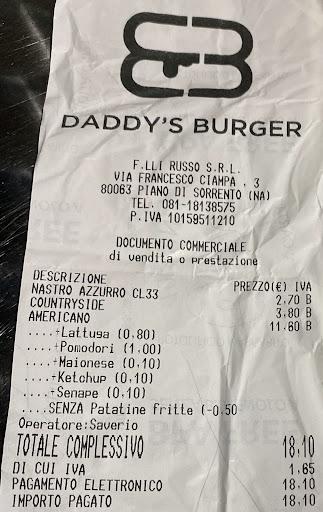 DADDY'S BURGER
F.LLI RUSSO S.R.L.
VIA FRANCESCO CIAMPA , 3
80063 PIANO DI SORRENTO (NA)
TEL. 081-18138575
P.IVA 10159511210
DOCUMENTO COMMERCIALE
di vendita o prestazione
DESCRIZIONE PREZZO(€) IVA
NASTRO AZZURRO CL33 2,70 B
COUNTRYSIDE 3,80 B
AMERICANO 11,60 B
....+Lattuga (0,80)
....+Pomodori (1,00)
....+Maionese (0,10)
....+Ketchup (0,10)
....+Senape (0,10)
....SENZA Patatine fritte (-0,50
Operatore:Saverio
TOTALE COMPLESSIVO 18,10
DI CUI IVA 1,65
PAGAMENTO ELETTRONICO 18,10
IMPORTO PAGATO 18,10